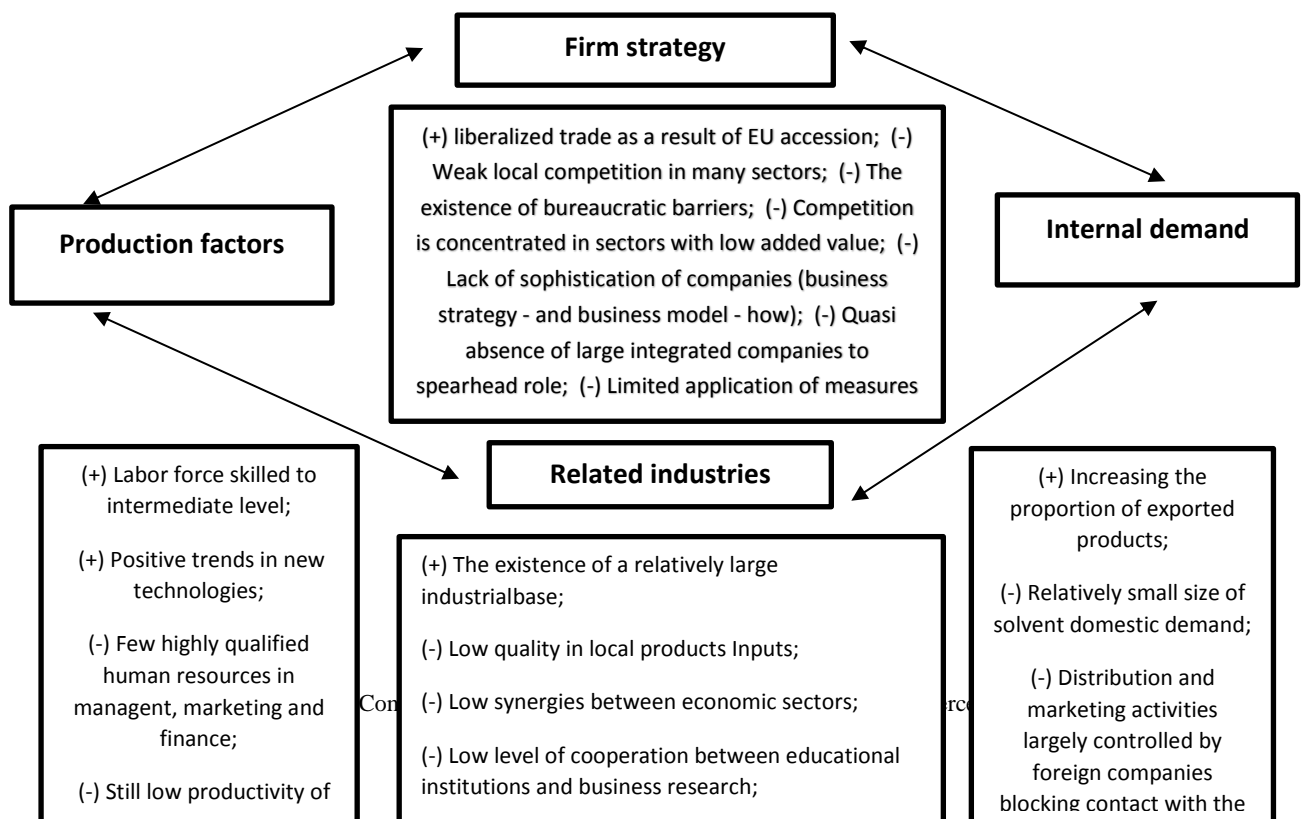 Firm strategy
(+) liberalized trade as a result of EU accession;  (-)
Weak local competition in many sectors;  (-) The
existence of bureaucratic barriers;  (-) Competition
is concentrated in sectors with low added value;  (-)
Lack of sophistication of companies (business
strategy - and business model - how);  (-) Quasi
absence of large integrated companies to
spearhead role;  (-) Limited application of measures
Production factors
Internal demand
Related industries
(+) Labor force skilled to
intermediate level;
(+) Positive trends in new
technologies;
(-) Few highly qualified
human resources in
managent, marketing and
finance;
(-) Still low productivity of
(+) The existence of a relatively large
industrialbase;
(-) Low quality in local products Inputs;
(-) Low synergies between economic sectors;
(-) Low level of cooperation between educational
institutions and business research;
(+) Increasing the
proportion of exported
products;
(-) Relatively small size of
solvent domestic demand;
(-) Distribution and
marketing activities
largely controlled by
foreign companies
blocking contact with the